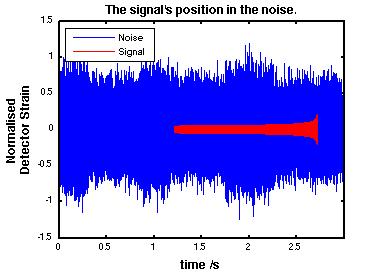 The signal's position in the noise.
1.5
Noise
Signal
1
0.5
0
-0.5
-1
-1.5
Normalised
Detector Strain
0 0.5 1 1.5 2 2.5
time /s